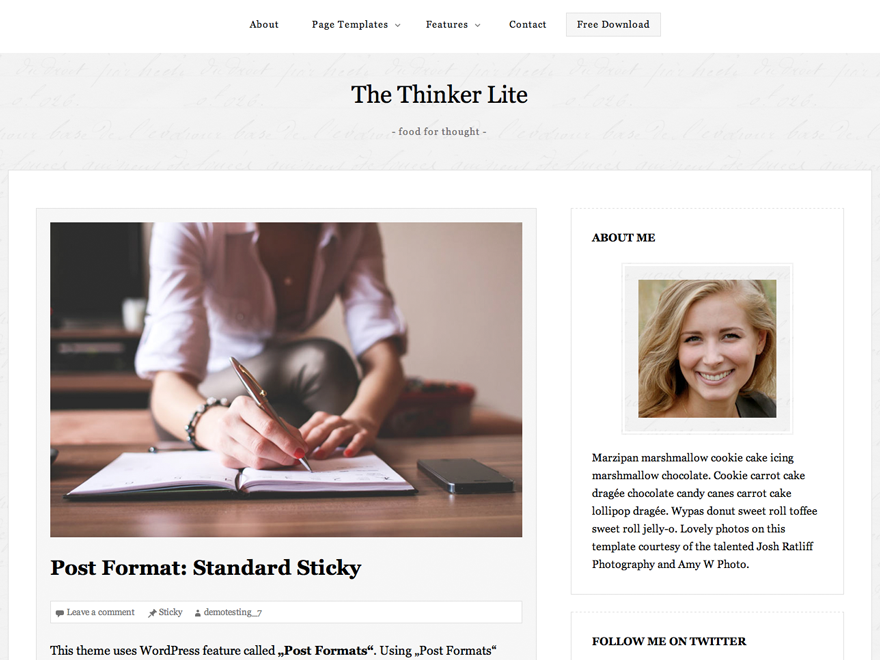 About Page Templates Features Contact Free Download
The Thinker Lite
- food for thought -
Post Format: Standard Sticky
Leave a comment Sticky demotesting_7
This theme uses WordPress feature called „Post Formats“. Using „Post Formats“
ABOUT ME
Marzipan marshmallow cookie cake icing
marshmallow chocolate. Cookie carrot cake
dragée chocolate candy canes carrot cake
lollipop dragée. Wypas donut sweet roll toffee
sweet roll jelly-o. Lovely photos on this
template courtesy of the talented Josh Ratliff
Photography and Amy W Photo.
FOLLOW ME ON TWITTER